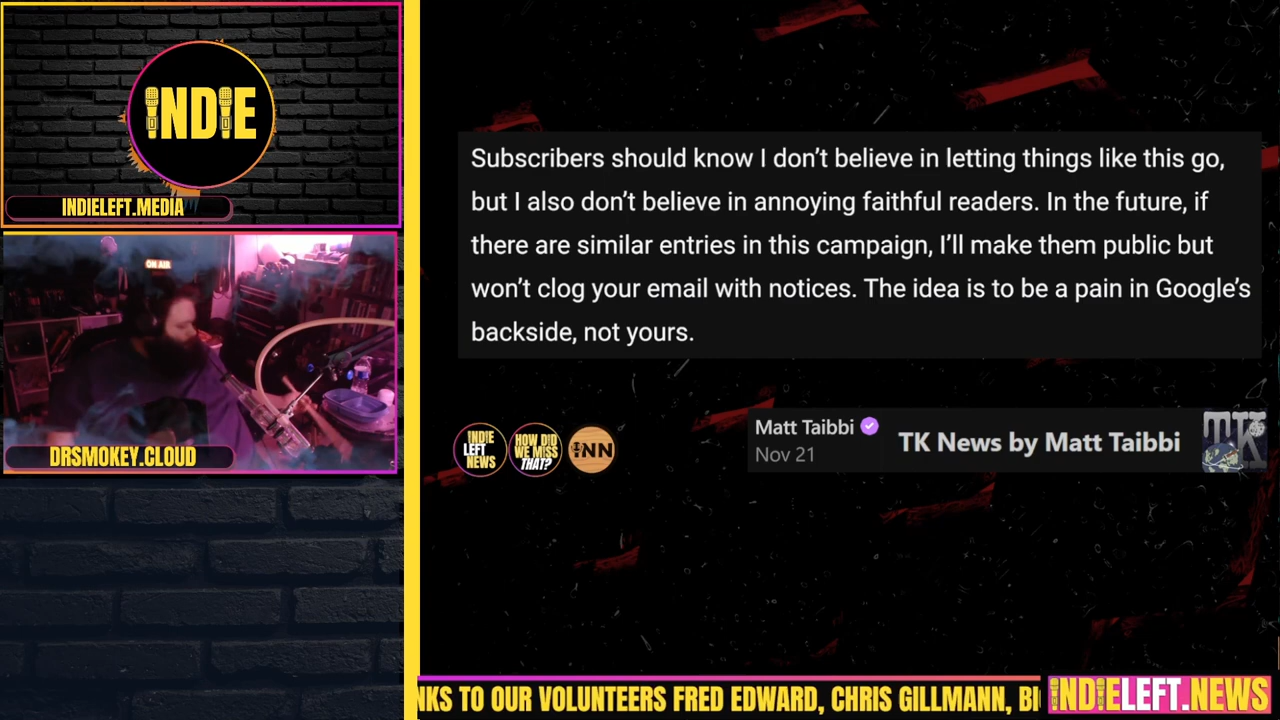 INDIE
INDIELEFT.MEDIA
ON AIR
DRSMOKEY.CLOUD
Subscribers should know I don’t believe in letting things like this go,
but I also don’t believe in annoying faithful readers. In the future, if
there are similar entries in this campaign, I’ll make them public but
won’t clog your email with notices. The idea is to be a pain in Google’s
backside, not yours.
INDIE
LEFT
NEWS
HOW DID
WE MISS
THAT?
INN
Matt Taibbi
Nov 21
TK News by Matt Taibbi
TK
NKS TO OUR VOLUNTEERS FRED EDWARD, CHRIS GILLMANN, BI
INDIELEFT.NEWS